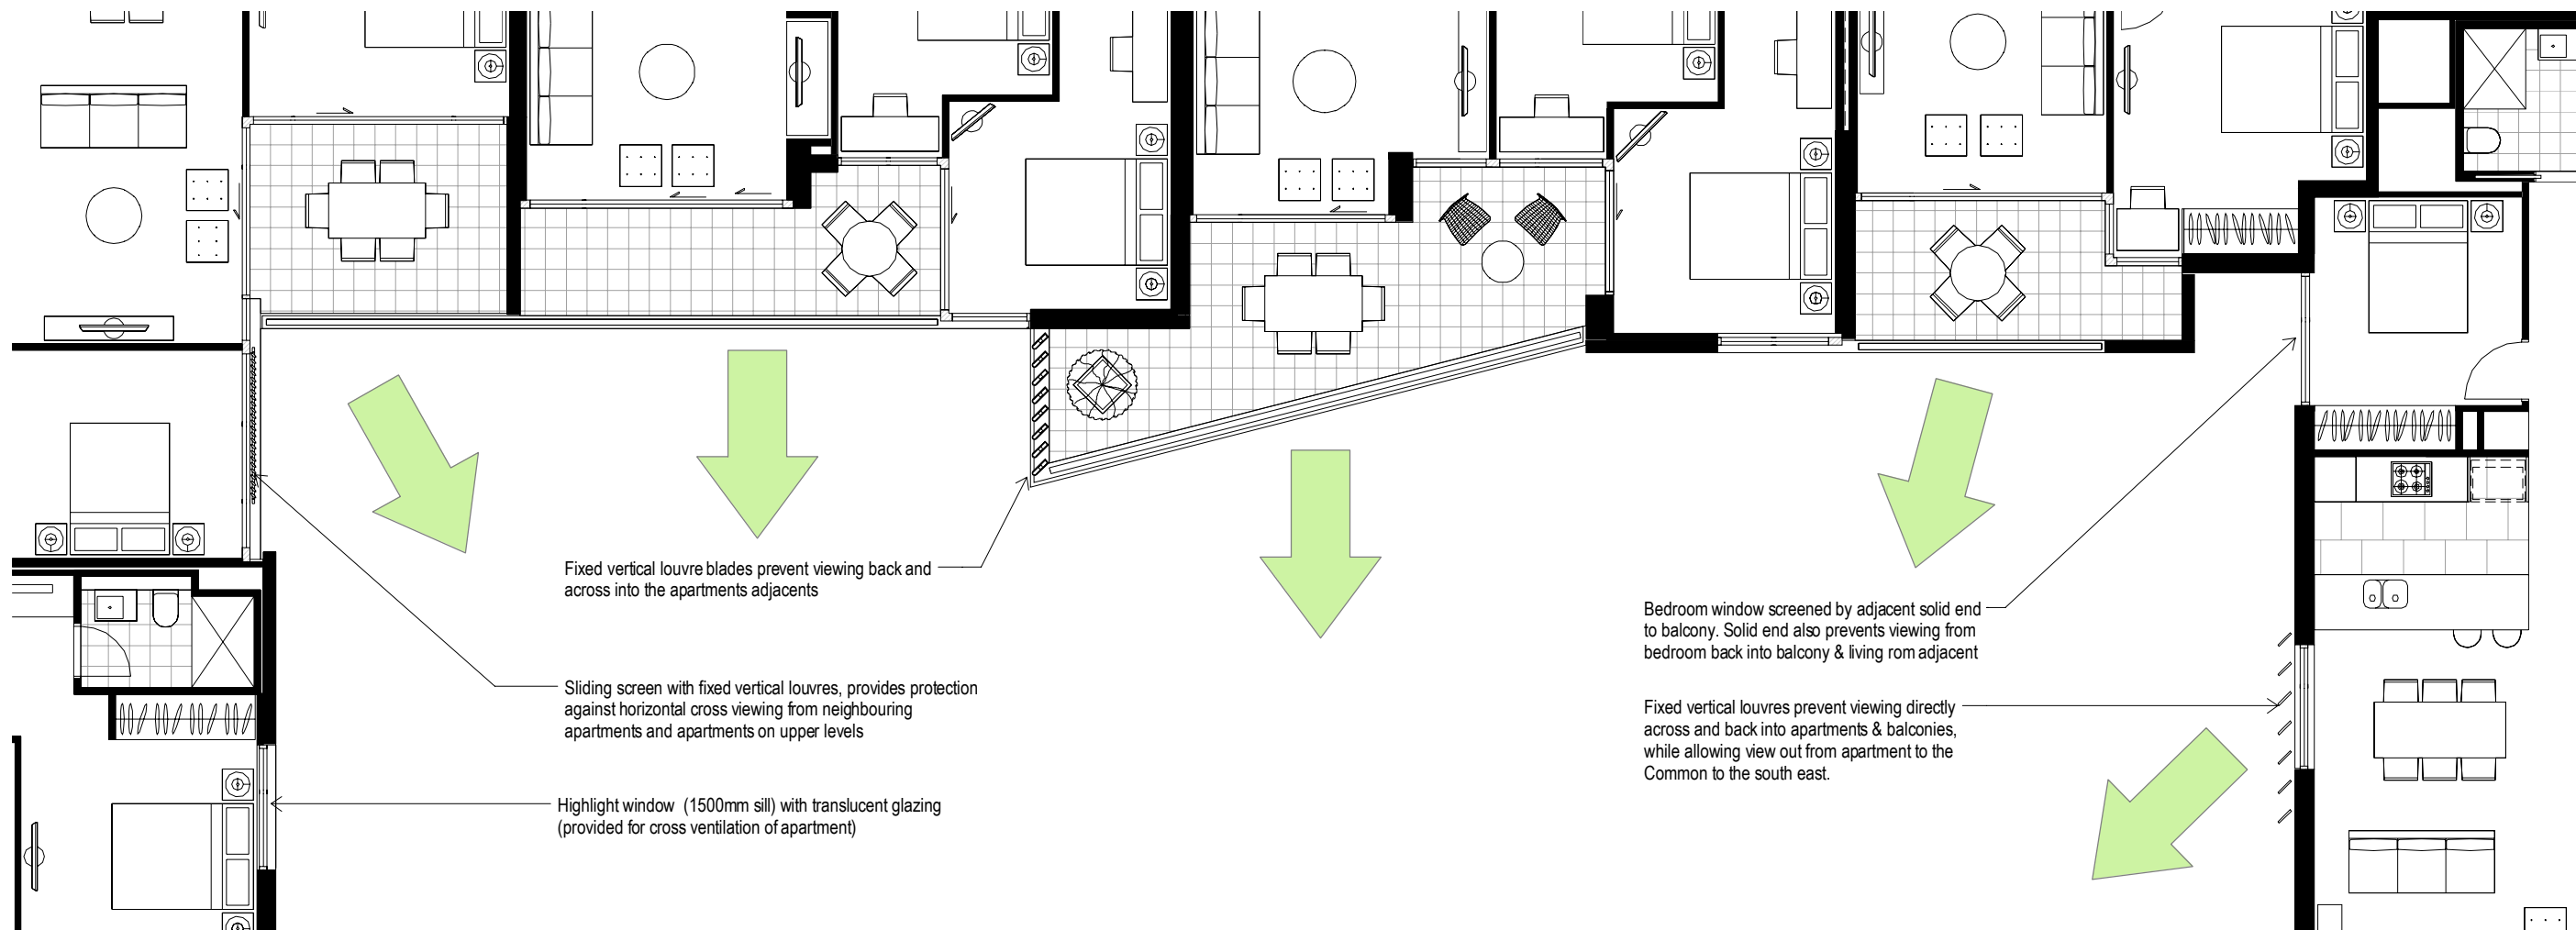 Fixed vertical louvre blades prevent viewing back and
across into the apartments adjacents
Sliding screen with fixed vertical louvres, provides protection
against horizontal cross viewing from neighbouring
apartments and apartments on upper levels
Highlight window (1500mm sill) with translucent glazing
(provided for cross ventilation of apartment)
Bedroom window screened by adjacent solid end
to balcony. Solid end also prevents viewing from
bedroom back into balcony & living rom adjacent
Fixed vertical louvres prevent viewing directly
across and back into apartments & balconies,
while allowing view out from apartment to the
Common to the south east.